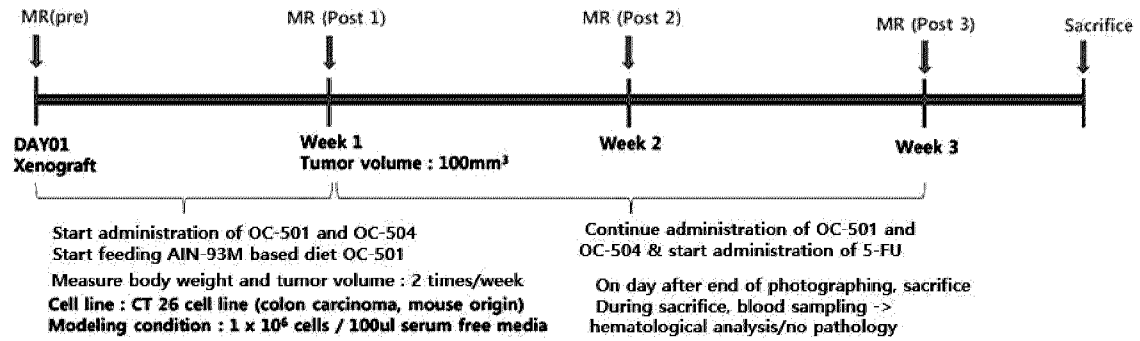 MR(pre)
MR (Post 1)
MR (Post 2)
MR (Post 3)
Sacrifice
DAY01
Xenograft
Week 1
Tumor volume : 100mm³
Week 2
Week 3
Start administration of OC-501 and OC-504
Start feeding AIN-93M based diet OC-501
Measure body weight and tumor volume : 2 times/week
Cell line : CT 26 cell line (colon carcinoma, mouse origin)
Modeling condition : 1 x 10⁶ cells / 100ul serum free media
Continue administration of OC-501 and
OC-504 & start administration of 5-FU
On day after end of photographing, sacrifice
During sacrifice, blood sampling ->
hematological analysis/no pathology